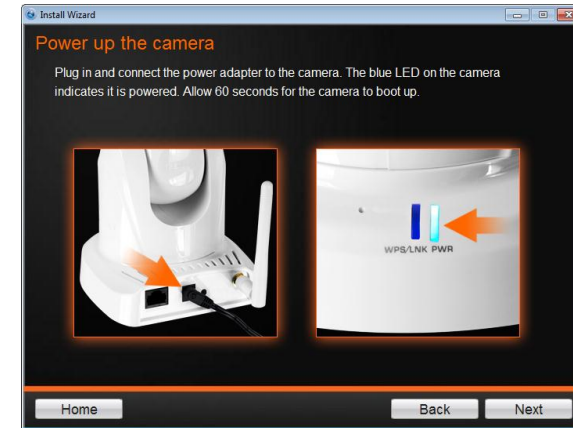 Install Wizard
Power up the camera
Plug in and connect the power adapter to the camera. The blue LED on the camera
indicates it is powered. Allow 60 seconds for the camera to boot up.
WPS/LNK PWR
Home
Back
Next